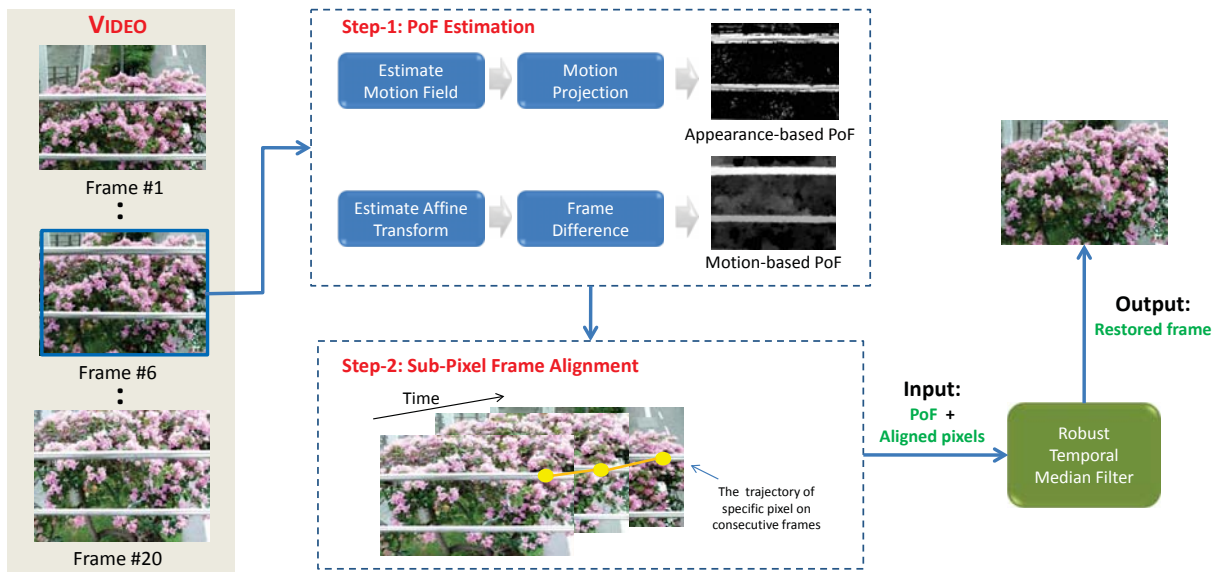 VIDEO
Frame #1
Frame #6
Frame #20
Step-1: PoF Estimation
Estimate
Motion Field
Motion
Projection
Appearance-based PoF
Estimate Affine
Transform
Frame
Difference
Motion-based PoF
Step-2: Sub-Pixel Frame Alignment
Time
The trajectory of
specific pixel on
consecutive frames
Input:
PoF +
Aligned pixels
Robust
Temporal
Median Filter
Output:
Restored frame